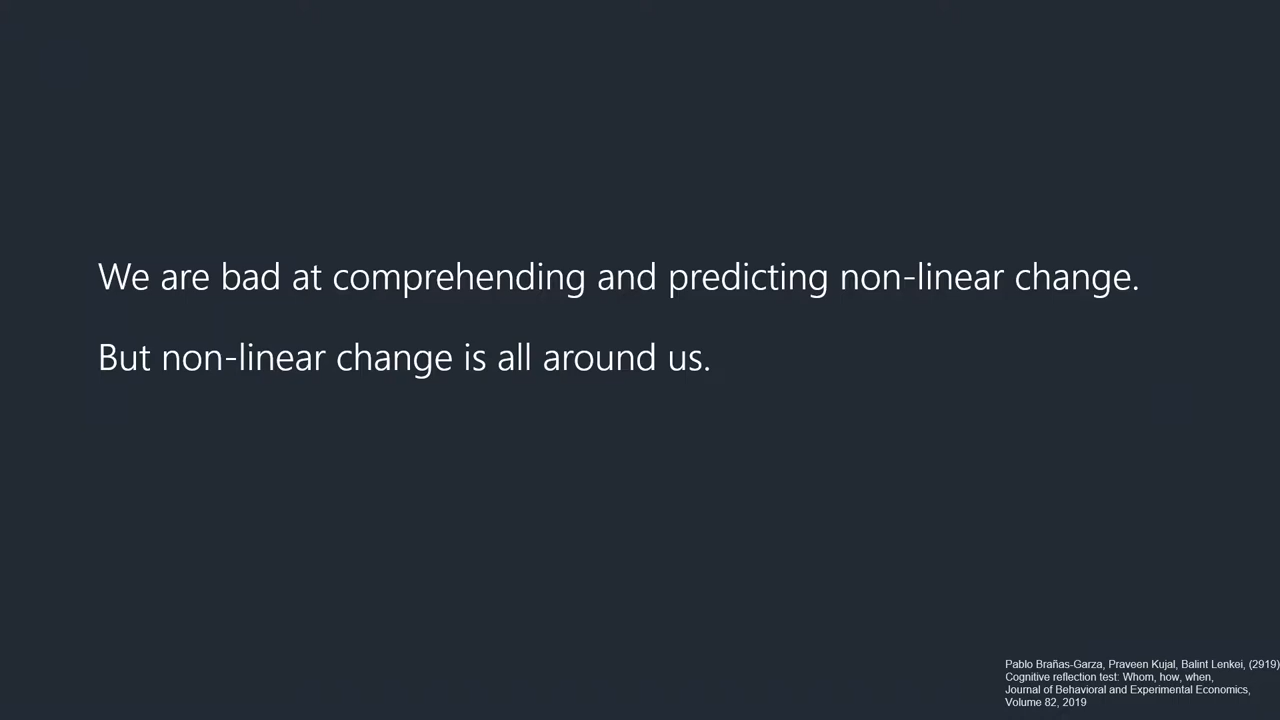 We are bad at comprehending and predicting non-linear change.
But non-linear change is all around us.
Pablo Brañas-Garza, Praveen Kujal, Balint Lenkei, (2919)
Cognitive reflection test: Whom, how, when,
Journal of Behavioral and Experimental Economics,
Volume 82, 2019